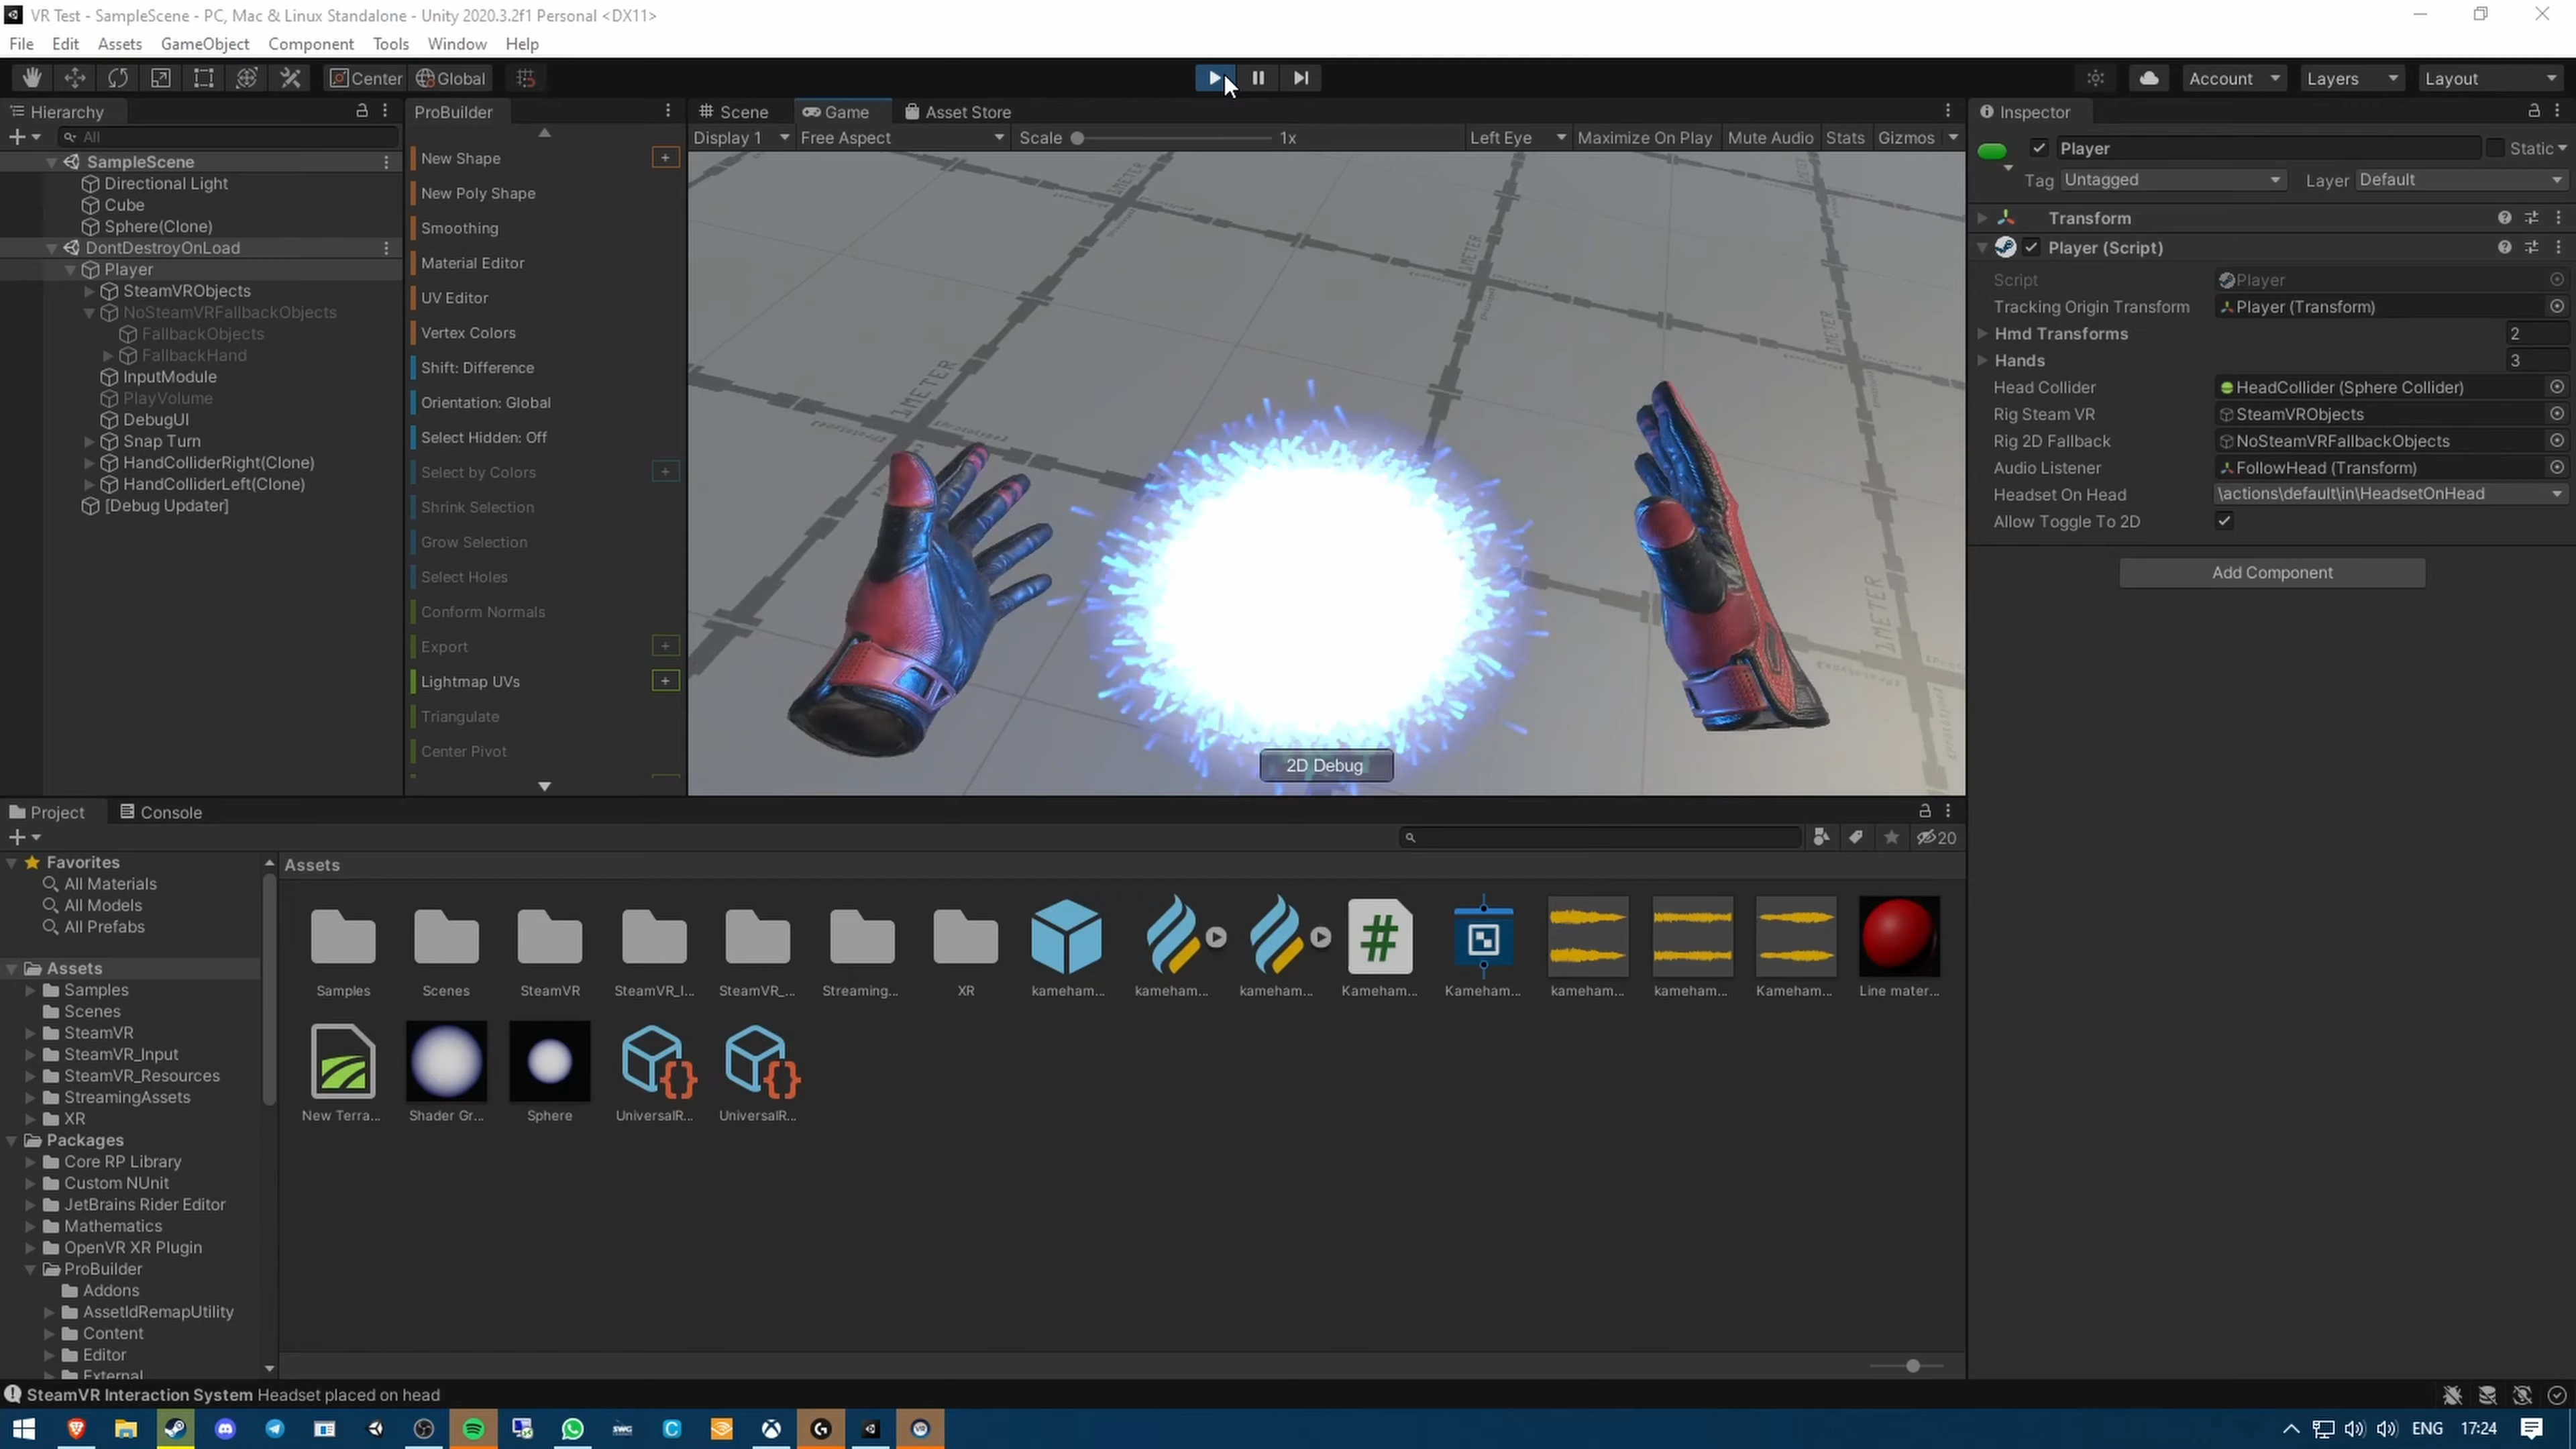 VR Test - SampleScene - PC, Mac & Linux Standalone - Unity 2020.3.2f1 Personal <DX11>
File Edit Assets GameObject Component Tools Window Help
Center Global
Account Layers Layout
Hierarchy
All
SampleScene
Directional Light
Cube
Sphere(Clone)
DontDestroyOnLoad
Player
SteamVRObjects
NoSteamVRFallbackObjects
FallbackObjects
FallbackHand
InputModule
PlayVolume
DebugUI
Snap Turn
HandColliderRight(Clone)
HandColliderLeft(Clone)
[Debug Updater]
ProBuilder
New Shape
New Poly Shape
Smoothing
Material Editor
UV Editor
Vertex Colors
Shift: Difference
Orientation: Global
Select Hidden: Off
Select by Colors
Shrink Selection
Grow Selection
Select Holes
Conform Normals
Export
Lightmap UVs
Triangulate
Center Pivot
Scene Game Asset Store
Display 1 Free Aspect Scale 1x Left Eye Maximize On Play Mute Audio Stats Gizmos
1METER
1METER
1METER
1METER
1METER
2D Debug
Inspector
Player Static
Tag Untagged Layer Default
Transform
Player (Script)
Script Player
Tracking Origin Transform Player (Transform)
Hmd Transforms 2
Hands 3
Head Collider HeadCollider (Sphere Collider)
Rig Steam VR SteamVRObjects
Rig 2D Fallback NoSteamVRFallbackObjects
Audio Listener FollowHead (Transform)
Headset On Head \actions\default\in\HeadsetOnHead
Allow Toggle To 2D
Add Component
Project Console
20
Favorites
All Materials
All Models
All Prefabs
Assets
Samples
Scenes
SteamVR
SteamVR_Input
SteamVR_Resources
StreamingAssets
XR
Packages
Core RP Library
Custom NUnit
JetBrains Rider Editor
Mathematics
OpenVR XR Plugin
ProBuilder
Addons
AssetIdRemapUtility
Content
Editor
External
Assets
Samples Scenes SteamVR SteamVR_I... SteamVR_... Streaming... XR kameham... kameham... kameham... Kameham... Kameham... kameham... kameham... Kameham... Line mater...
New Terra... Shader Gr... Sphere UniversalR... UniversalR...
SteamVR Interaction System Headset placed on head
ENG 17:24